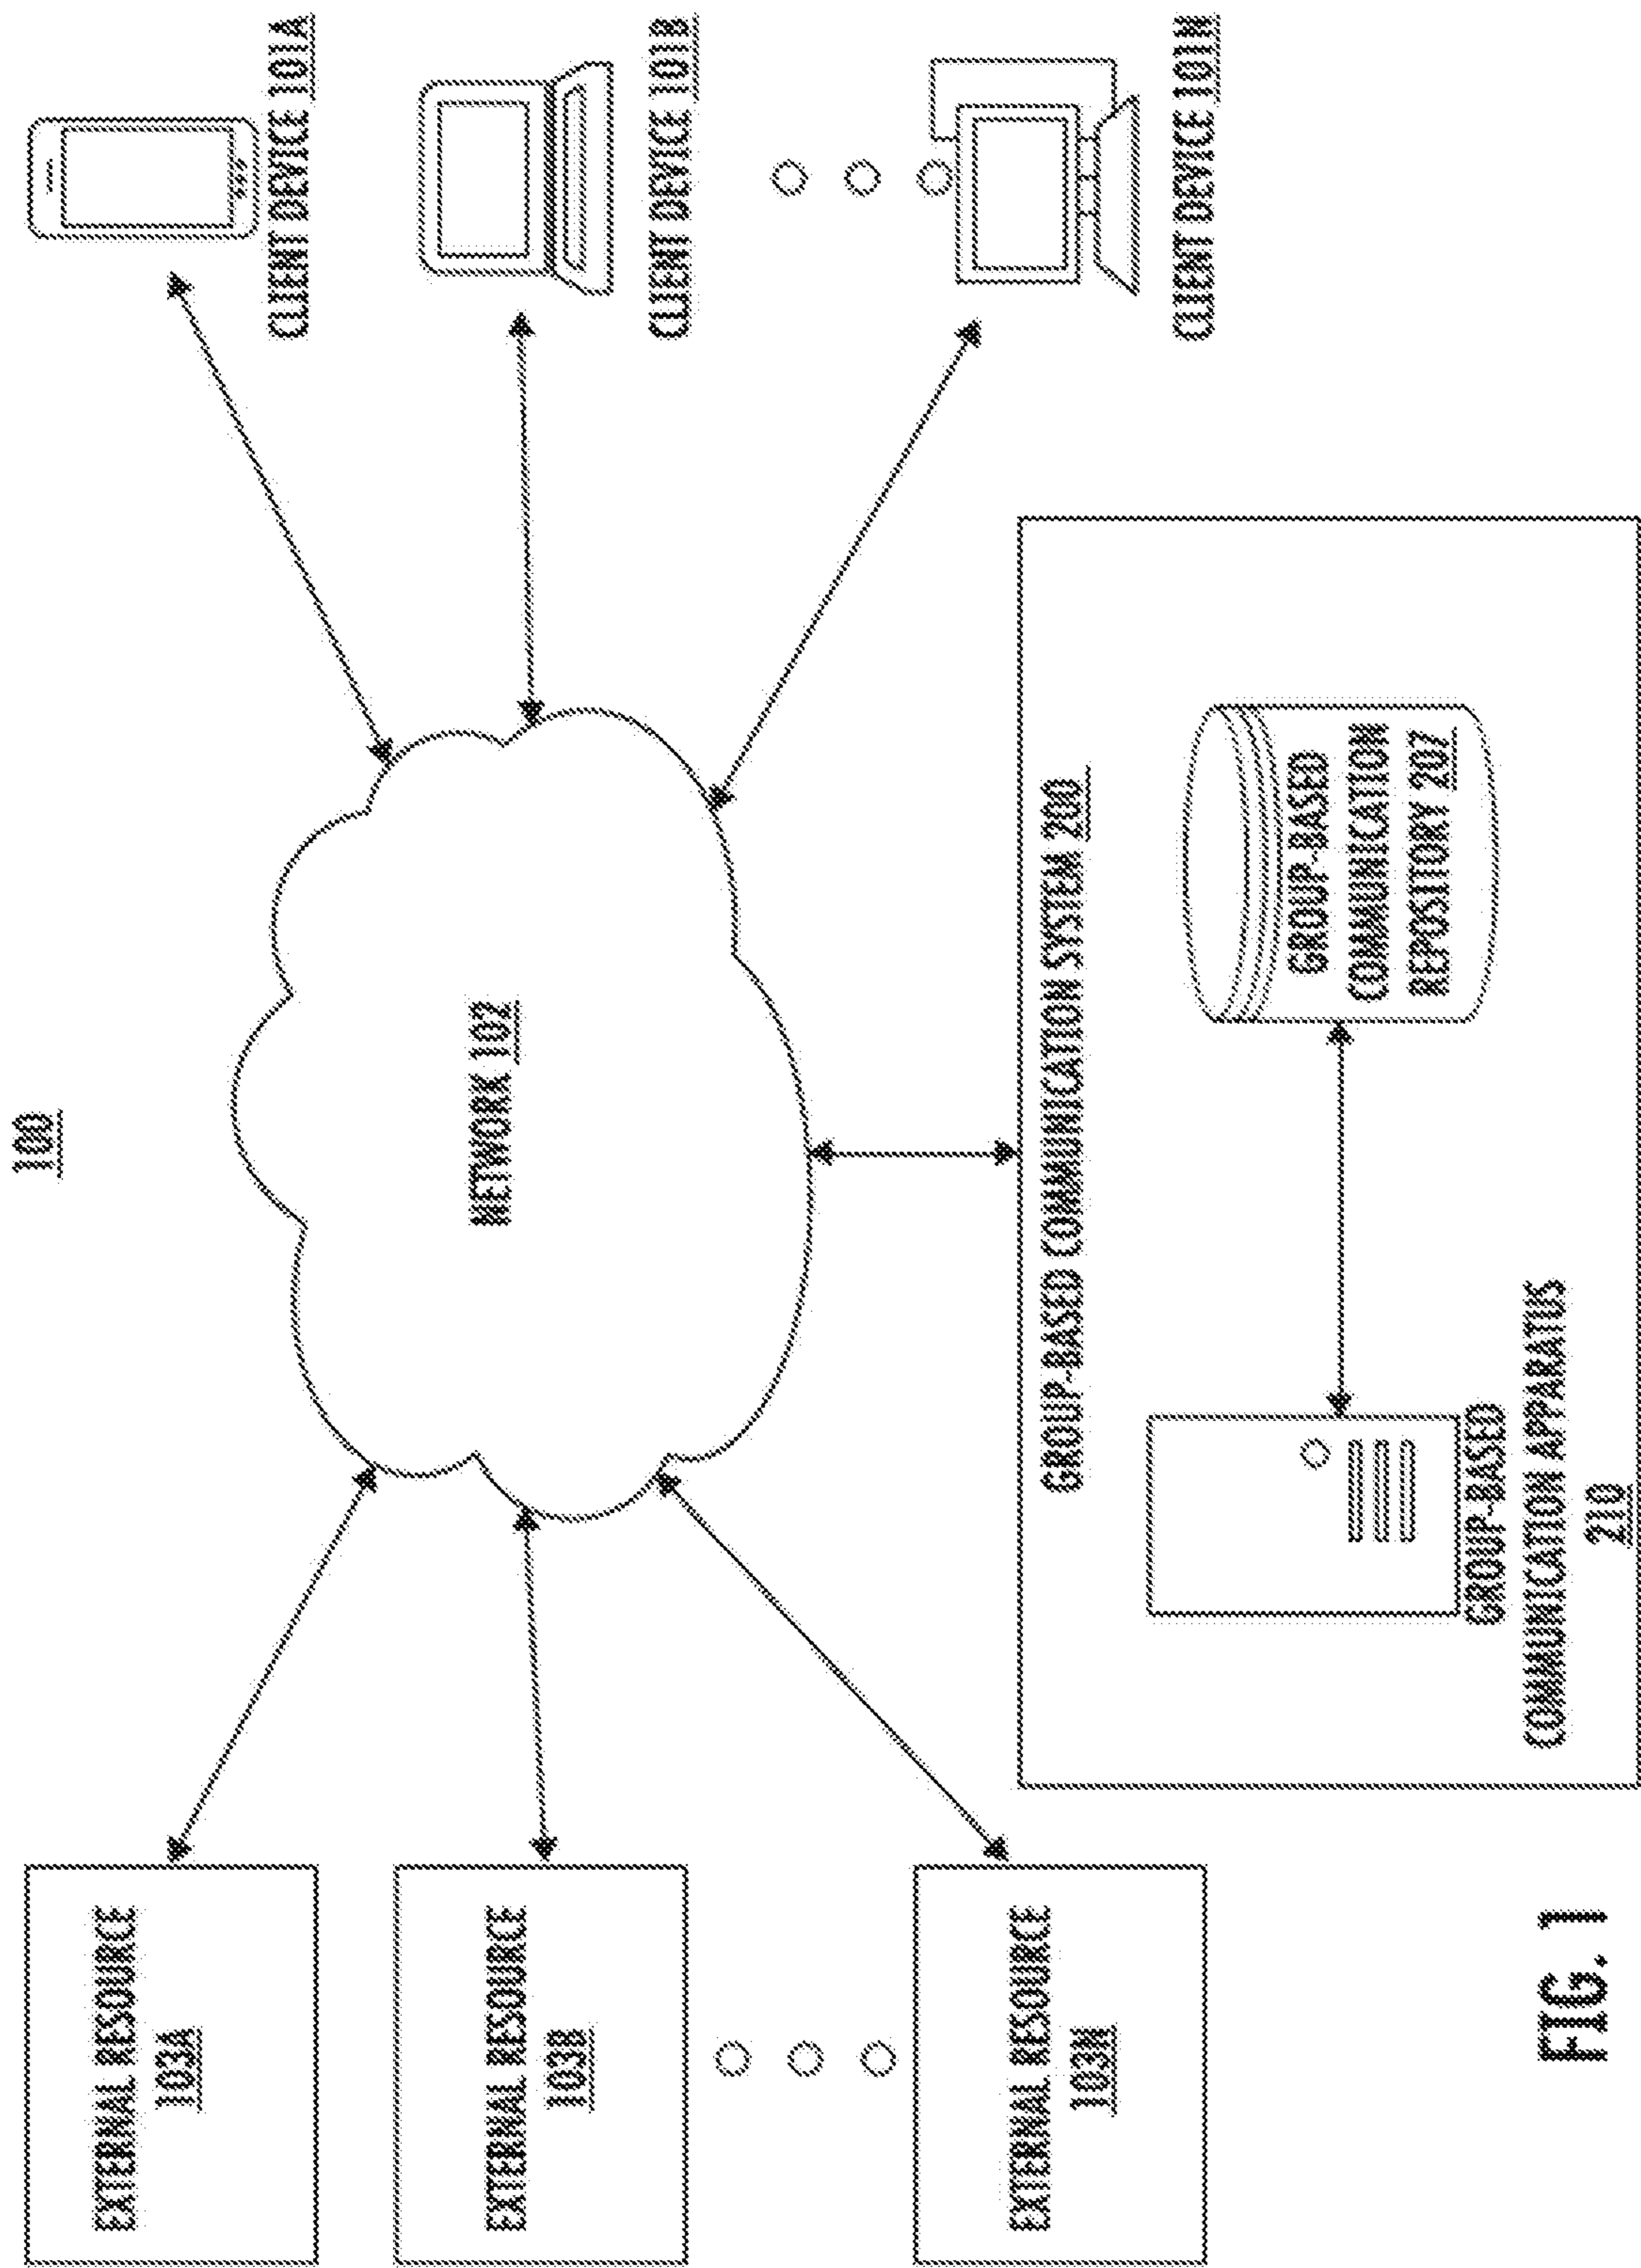 100
EXTERNAL RESOURCE
103A
EXTERNAL RESOURCE
103B
EXTERNAL RESOURCE
103N
NETWORK 102
CLIENT DEVICE 101A
CLIENT DEVICE 101B
CLIENT DEVICE 101N
GROUP-BASED COMMUNICATION SYSTEM 200
GROUP-BASED
COMMUNICATION APPARATUS
210
GROUP-BASED
COMMUNICATION
REPOSITORY 207
FIG. 1